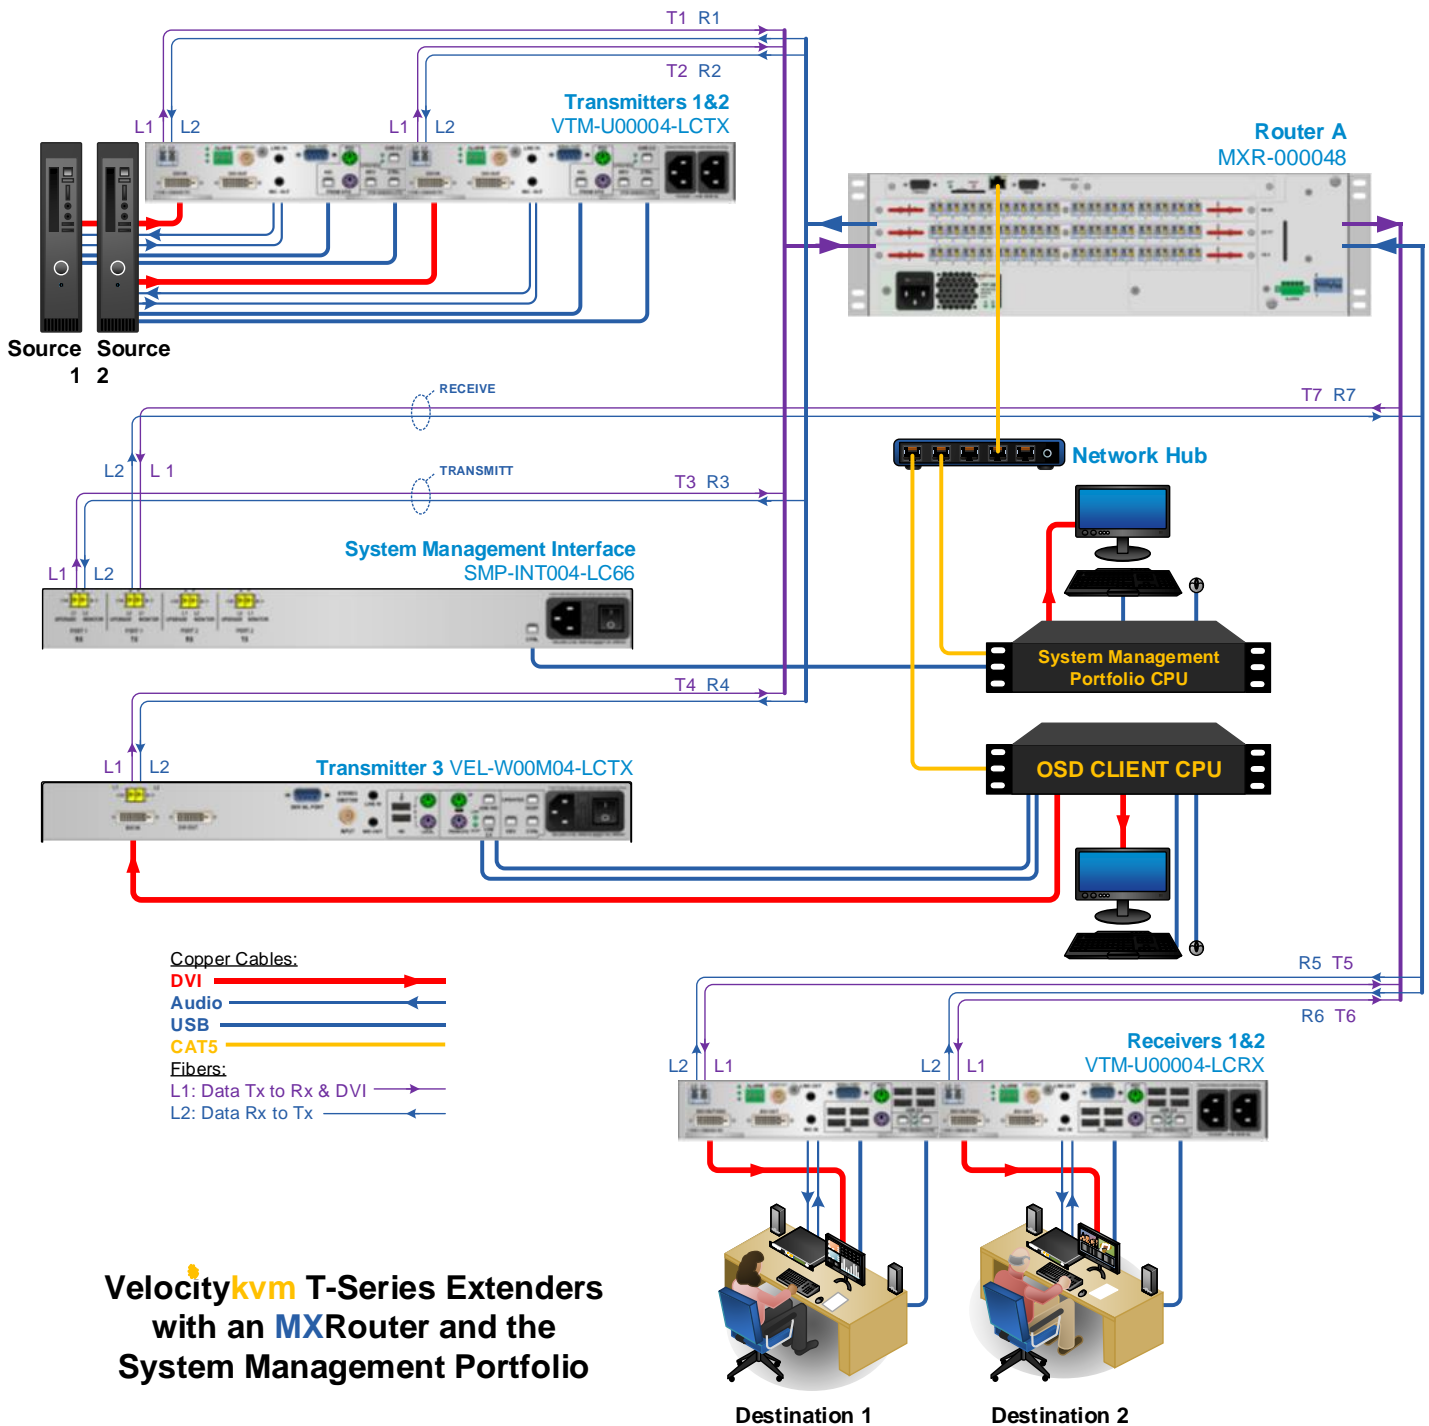 T1 R1
T2 R2
Transmitters 1&2
VTM-U00004-LCTX
L1 L2
L1 L2
Router A
MXR-000048
Source 1
Source 2
RECEIVE
T7 R7
L2 L 1
TRANSMITT
T3 R3
Network Hub
System Management Interface
SMP-INT004-LC66
L1 L2
System Management
Portfolio CPU
T4 R4
L1 L2
Transmitter 3 VEL-W00M04-LCTX
OSD CLIENT CPU
Copper Cables:
DVI
Audio
USB
CAT5
Fibers:
L1: Data Tx to Rx & DVI
L2: Data Rx to Tx
R5 T5
R6 T6
Receivers 1&2
VTM-U00004-LCRX
L2 L1
L2 L1
Velocitykvm T-Series Extenders
with an MXRouter and the
System Management Portfolio
Destination 1
Destination 2